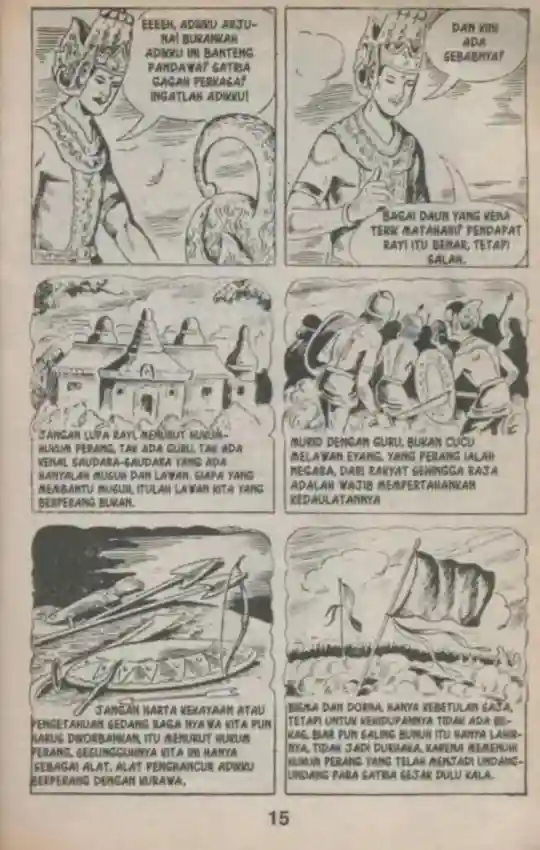 EEEEH, ADIKKU ARJU-
NA! BUKANKAH
ADIKKU INI BANTENG
PANDAWA? SATRIA
GAGAH PERKASA?
INGATLAH ADIKKU!
DAN KINI
ADA
SEBABNYA?
BAGAI DAUN YANG KENA
TERIK MATAHARI? PENDAPAT
RAYI ITU BENAR, TETAPI
SALAH.
JANGAN LUPA RAYI, MENURUT HUKUM-
HUKUM PERANG, TAK ADA GURU, TAK ADA
KENAL SAUDARA-SAUDARA YANG ADA
HANYALAH MUSUH DAN LAWAN. SIAPA YANG
MEMBANTU MUSUH, ITULAH LAWAN KITA YANG
BERPERANG BUKAN.
MURID DENGAN GURU, BUKAN CUCU
MELAWAN EYANG, YANG PERANG IALAH
NEGARA, DARI RAKYAT SEHINGGA RAJA
ADALAH WAJIB MEMPERTAHANKAN
KEDAULATANNYA
JANGAN HARTA KEKAYAAN ATAU
PENGETAHUAN SEDANG RAGA NYAWA KITA PUN
HARUS DIKORBANKAN, ITU MENURUT HUKUM
PERANG, SESUNGGUHNYA KITA INI HANYA
SEBAGAI ALAT. ALAT PENGHANCUR ADIKKU
BERPERANG DENGAN KURAWA.
BISMA DAN DORNA, HANYA KEBETULAN SAJA,
TETAPI UNTUK KEHIDUPANNYA TIDAK ADA BE-
KAS, BIAR PUN SALING BUNUH ITU HANYA LAHIR-
NYA, TIDAK JADI DURHAKA, KARENA MEMENUHI
HUKUM PERANG YANG TELAH MENJADI UNDANG-
UNDANG PARA SATRIA SEJAK DULU KALA.
15